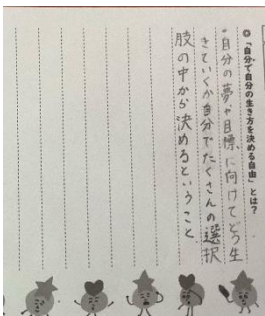 ◎「自分で自分の生き方を決める自由」とは？
・自分の夢や目標に向けてどう生
きていくか自分でたくさんの選択
肢の中から決めるということ